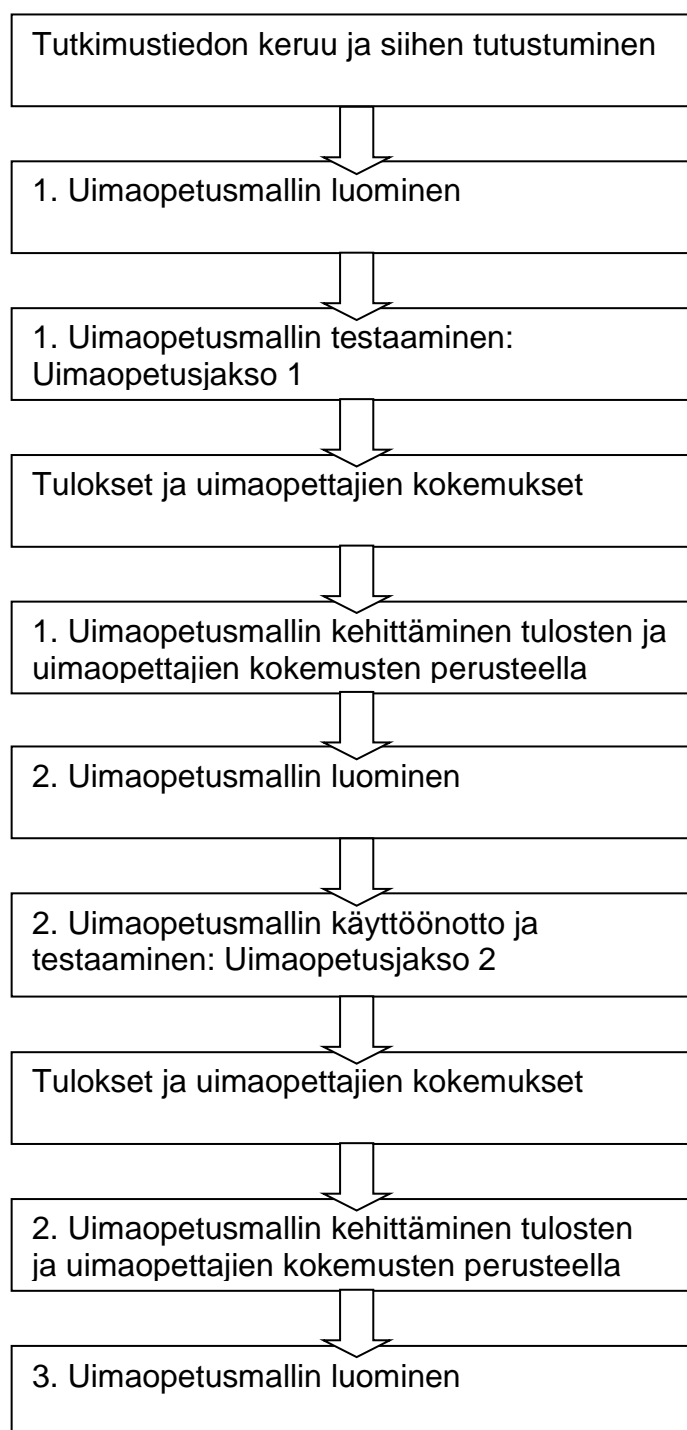 Tutkimustiedon keruu ja siihen tutustuminen
1. Uimaopetusmallin luominen
1. Uimaopetusmallin testaaminen:
Uimaopetusjakso 1
Tulokset ja uimaopettajien kokemukset
1. Uimaopetusmallin kehittäminen tulosten ja
uimaopettajien kokemusten perusteella
2. Uimaopetusmallin luominen
2. Uimaopetusmallin käyttöönotto ja
testaaminen: Uimaopetusjakso 2
Tulokset ja uimaopettajien kokemukset
2. Uimaopetusmallin kehittäminen tulosten
ja uimaopettajien kokemusten perusteella
3. Uimaopetusmallin luominen